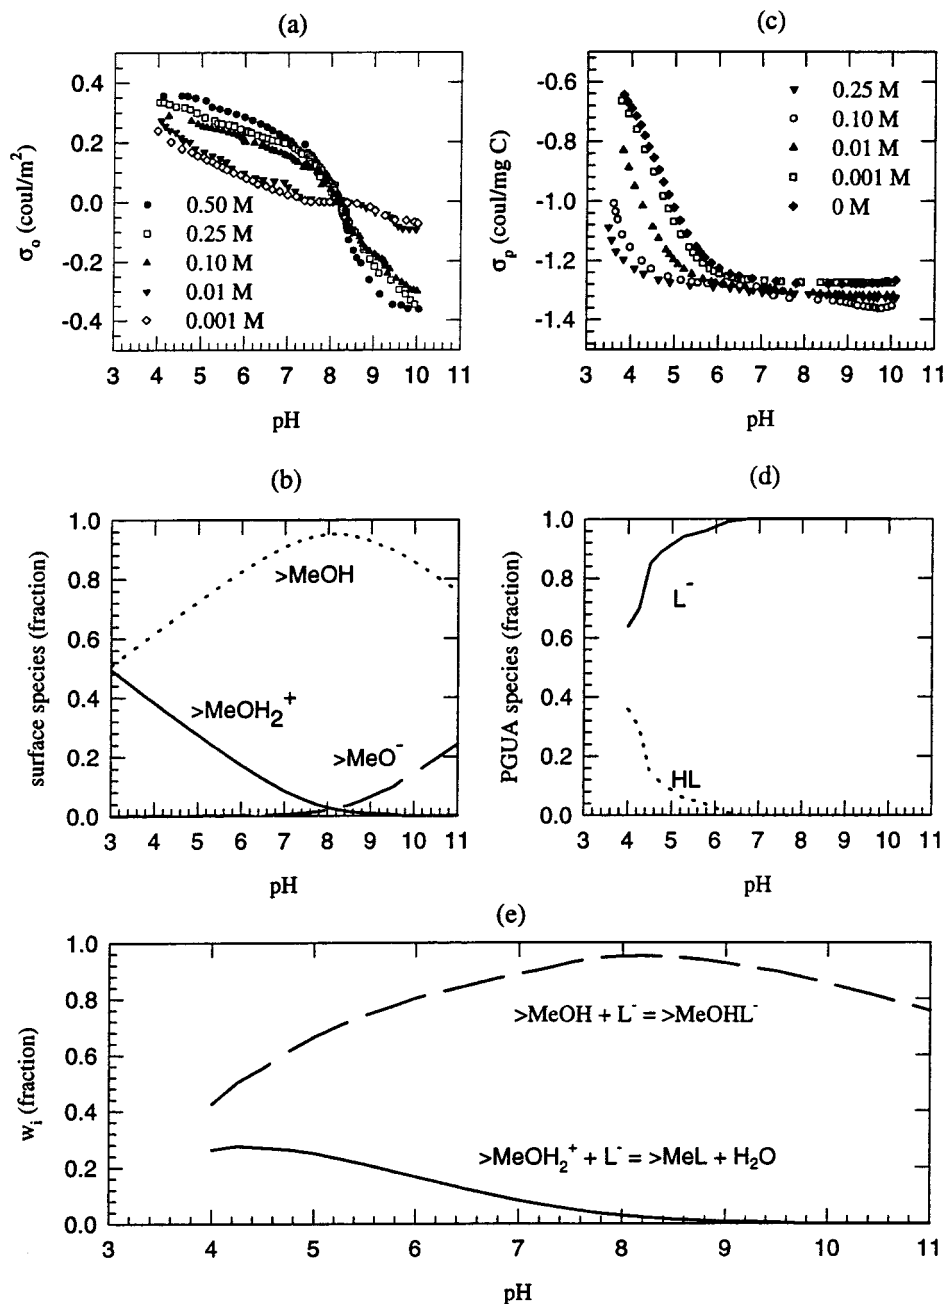 (a)
0.4
0.2
0.0
-0.2
-0.4
σo (coul/m2)
0.50 M
0.25 M
0.10 M
0.01 M
0.001 M
3 4 5 6 7 8 9 10 11
pH
(c)
-0.6
-0.8
-1.0
-1.2
-1.4
σp (coul/mg C)
0.25 M
0.10 M
0.01 M
0.001 M
0 M
3 4 5 6 7 8 9 10 11
pH
(b)
1.0
0.8
0.6
0.4
0.2
0.0
surface species (fraction)
>MeOH
>MeOH2+
>MeO-
3 4 5 6 7 8 9 10 11
pH
(d)
1.0
0.8
0.6
0.4
0.2
0.0
PGUA species (fraction)
L-
HL
3 4 5 6 7 8 9 10 11
pH
(e)
1.0
0.8
0.6
0.4
0.2
0.0
wi (fraction)
>MeOH + L- = >MeOHL-
>MeOH2+ + L- = >MeL + H2O
3 4 5 6 7 8 9 10 11
pH